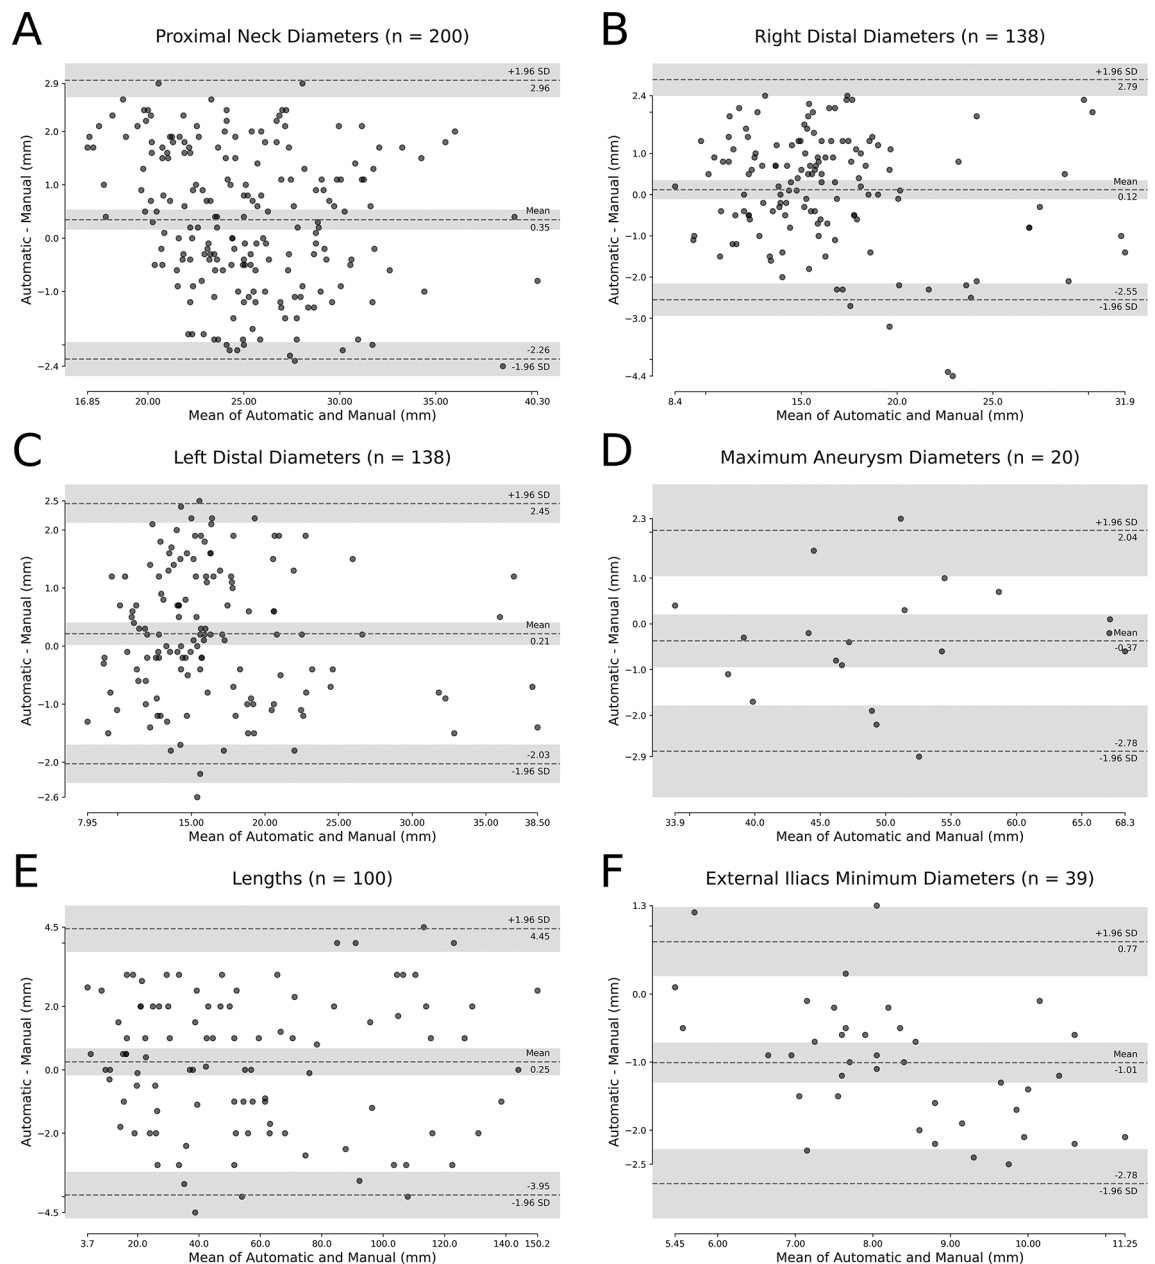 A
Proximal Neck Diameters (n = 200)
Automatic - Manual (mm)
2.9
2.0
1.0
0.0
−1.0
−2.4
+1.96 SD
2.96
Mean
0.35
-2.26
-1.96 SD
16.85 20.00 25.00 30.00 35.00 40.30
Mean of Automatic and Manual (mm)
B
Right Distal Diameters (n = 138)
Automatic - Manual (mm)
2.4
1.0
0.0
−1.0
−2.0
−3.0
−4.4
+1.96 SD
2.79
Mean
0.12
-2.55
-1.96 SD
8.4 15.0 20.0 25.0 31.9
Mean of Automatic and Manual (mm)
C
Left Distal Diameters (n = 138)
Automatic - Manual (mm)
2.5
2.0
1.0
0.0
−1.0
−2.0
−2.6
+1.96 SD
2.45
Mean
0.21
-2.03
-1.96 SD
7.95 15.00 20.00 25.00 30.00 35.00 38.50
Mean of Automatic and Manual (mm)
D
Maximum Aneurysm Diameters (n = 20)
Automatic - Manual (mm)
2.3
1.0
0.0
−1.0
−2.0
−2.9
+1.96 SD
2.04
Mean
-0.37
-2.78
-1.96 SD
33.9 40.0 45.0 50.0 55.0 60.0 65.0 68.3
Mean of Automatic and Manual (mm)
E
Lengths (n = 100)
Automatic - Manual (mm)
4.5
2.0
0.0
−2.0
−4.5
+1.96 SD
4.45
Mean
0.25
-3.95
-1.96 SD
3.7 20.0 40.0 60.0 80.0 100.0 120.0 140.0 150.2
Mean of Automatic and Manual (mm)
F
External Iliacs Minimum Diameters (n = 39)
Automatic - Manual (mm)
1.3
0.0
−1.0
−2.0
−2.5
+1.96 SD
0.77
Mean
-1.01
-2.78
-1.96 SD
5.45 6.00 7.00 8.00 9.00 10.00 11.25
Mean of Automatic and Manual (mm)